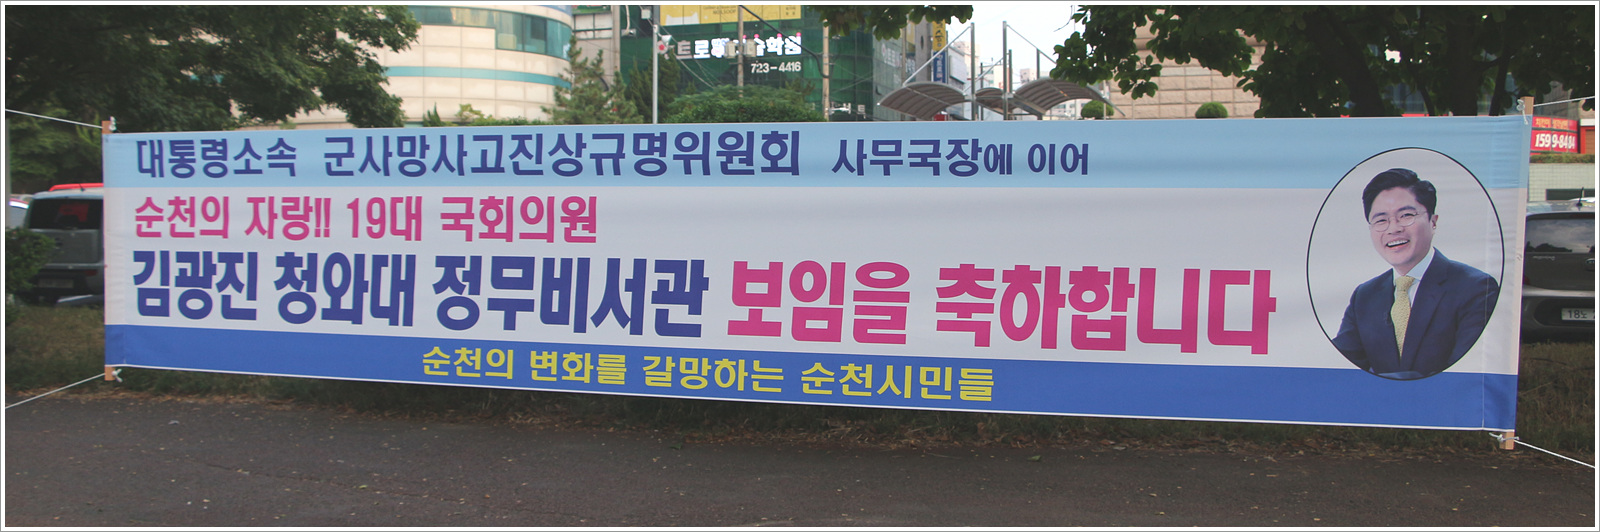 723-4416
대통령소속 군사망사고진상규명위원회 사무국장에 이어
1599-8484
순천의 자랑!! 19대 국회의원
김광진 청와대 정무비서관 보임을 축하합니다
순천의 변화를 갈망하는 순천시민들